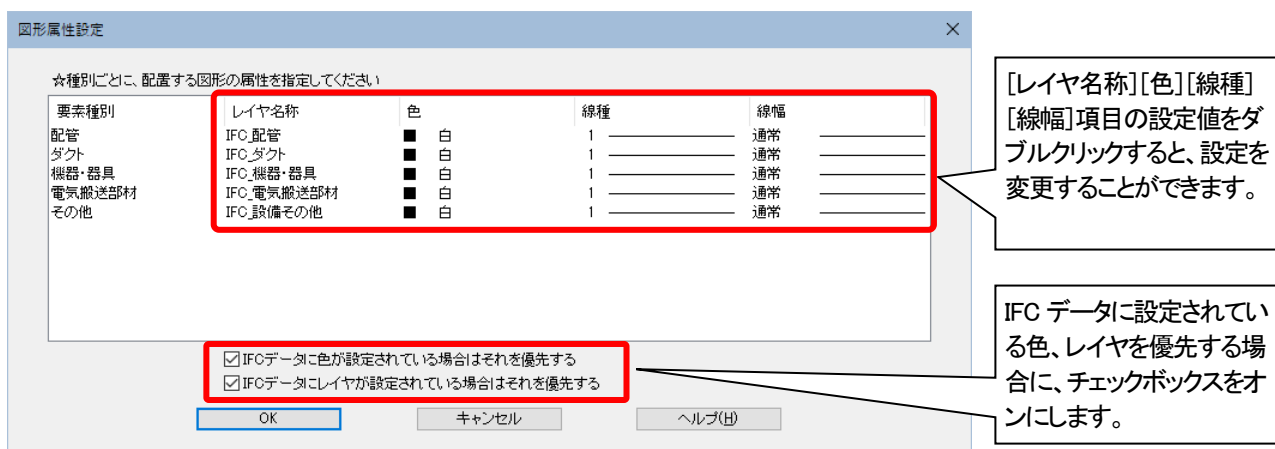 図形属性設定
☆種別ごとに、配置する図形の属性を指定してください
要素種別 レイヤ名称 色 線種 線幅
配管 IFC_配管 白 1 通常
ダクト IFC_ダクト 白 1 通常
機器・器具 IFC_機器・器具 白 1 通常
電気搬送部材 IFC_電気搬送部材 白 1 通常
その他 IFC_設備その他 白 1 通常
IFCデータに色が設定されている場合はそれを優先する
IFCデータにレイヤが設定されている場合はそれを優先する
OK キャンセル ヘルプ(H)
[レイヤ名称][色][線種]
[線幅]項目の設定値をダ
ブルクリックすると、設定を
変更することができます。
IFC データに設定されてい
る色、レイヤを優先する場
合に、チェックボックスをオ
ンにします。